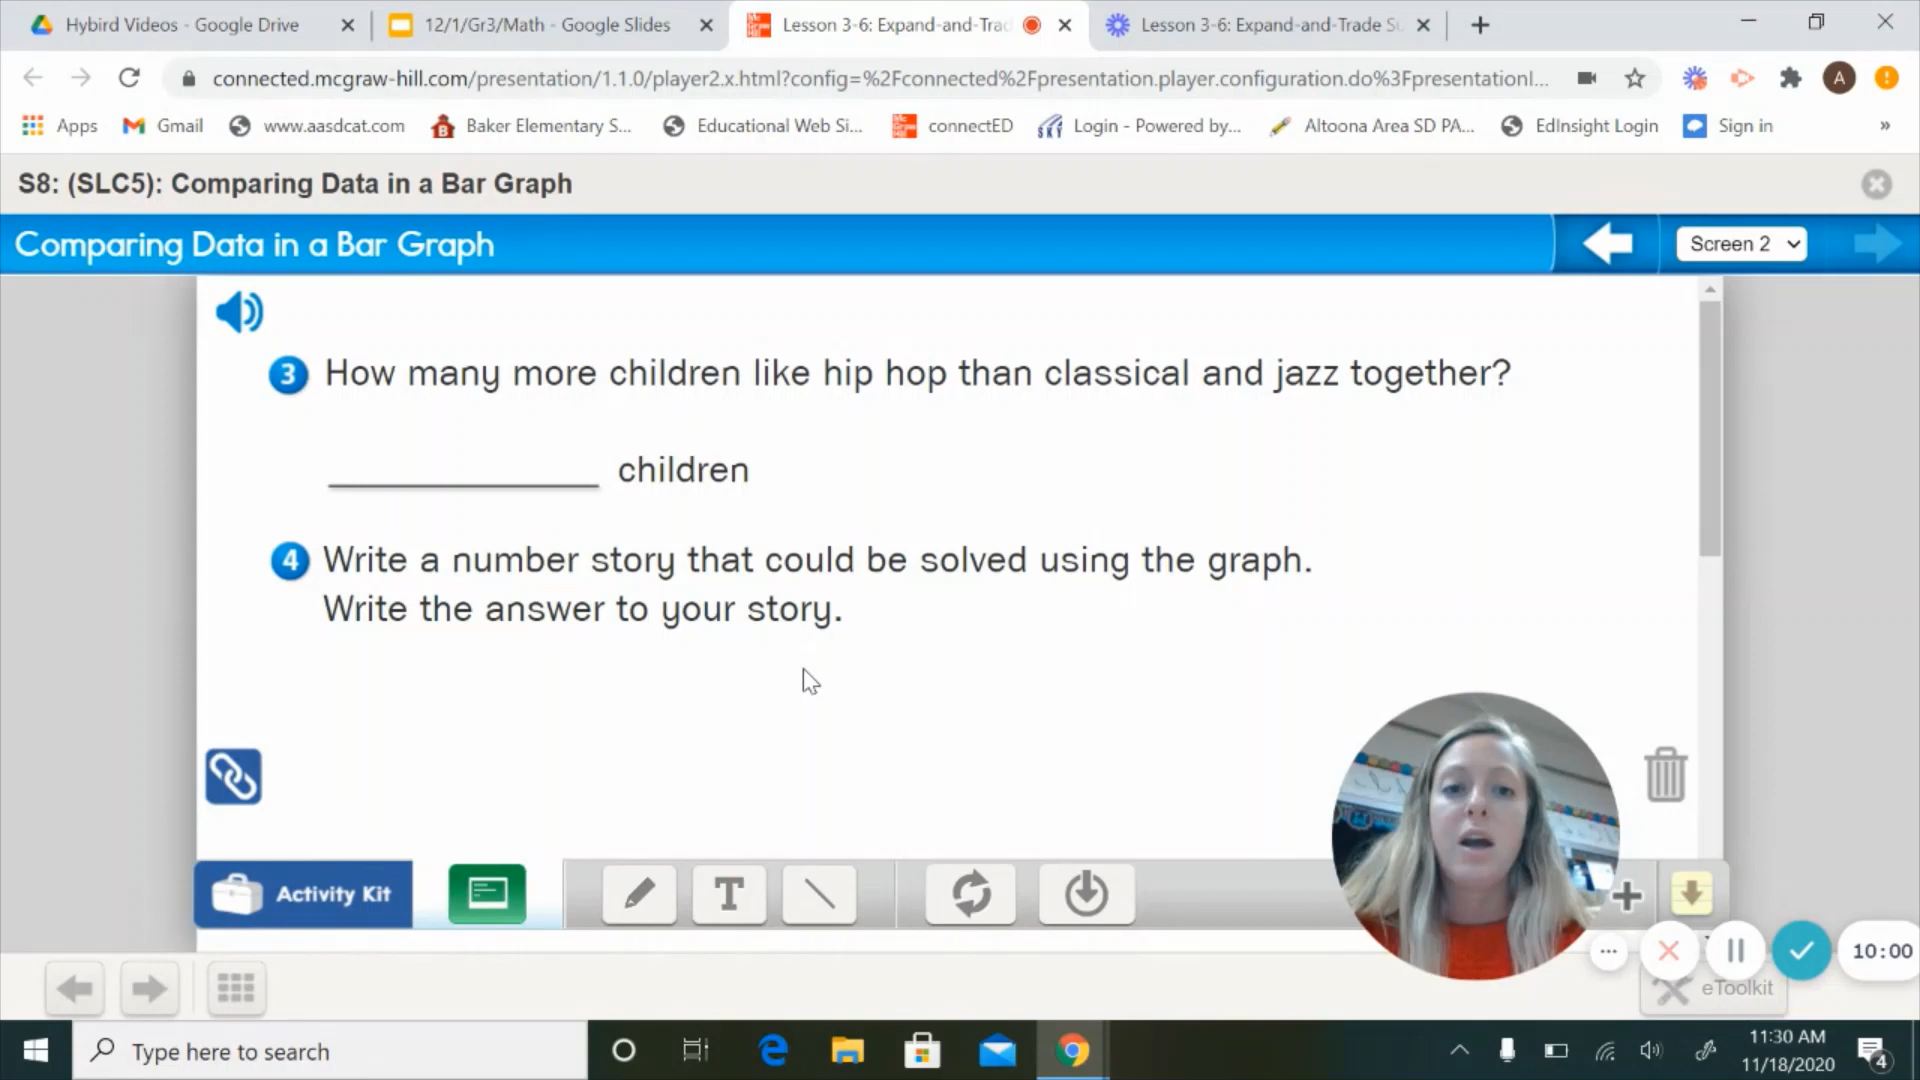 Hybird Videos - Google Drive
12/1/Gr3/Math - Google Slides
Lesson 3-6: Expand-and-Trad
Lesson 3-6: Expand-and-Trade Su
connected.mcgraw-hill.com/presentation/1.1.0/player2.x.html?config=%2Fconnected%2Fpresentation.player.configuration.do%3FpresentationI...
A
Apps
Gmail
www.aasdcat.com
Baker Elementary S...
Educational Web Si...
connectED
Login - Powered by...
Altoona Area SD PA...
EdInsight Login
Sign in
»
S8: (SLC5): Comparing Data in a Bar Graph
Comparing Data in a Bar Graph
Screen 2
3 How many more children like hip hop than classical and jazz together?
____________ children
4 Write a number story that could be solved using the graph.
Write the answer to your story.
Activity Kit
T
10:00
eToolkit
Type here to search
11:30 AM
11/18/2020
4